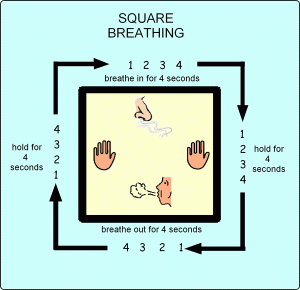 SQUARE
BREATHING
1 2 3 4
breathe in for 4 seconds
1
2
3
4
hold for
4
seconds
breathe out for 4 seconds
4 3 2 1
hold for
4
seconds
4
3
2
1